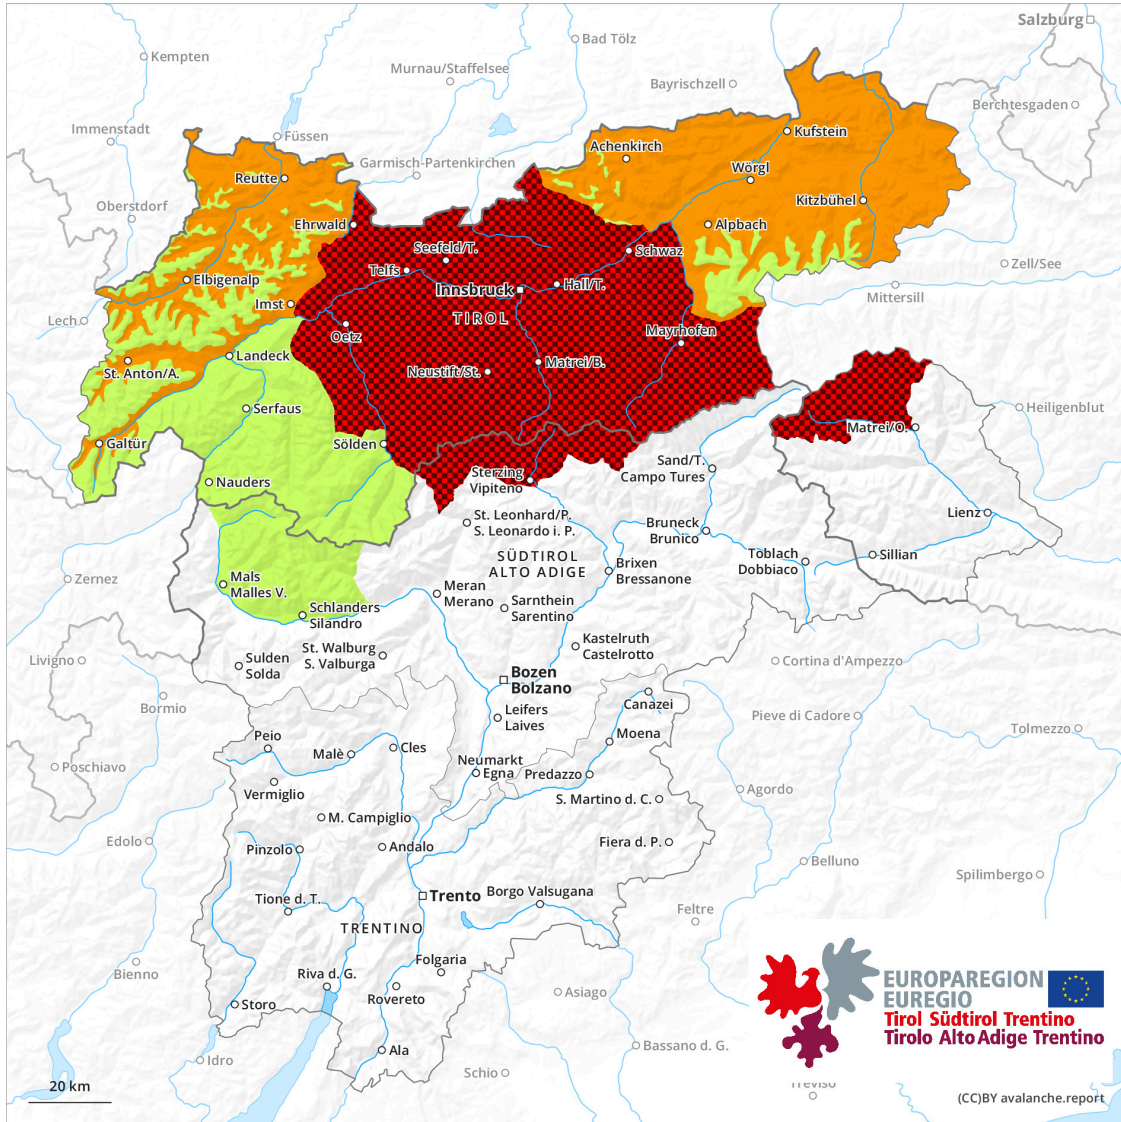 Salzburg
Bad Tölz
Kempten
Murnau/Staffelsee
Bayrischzell
Berchtesgaden
Immenstadt
Füssen
Kufstein
Achenkirch
Garmisch-Partenkirchen
Wörgl
Reutte
Kitzbühel
Oberstdorf
Ehrwald
Alpbach
Seefeld/T.
Schwaz
Zell/See
Telfs
Elbigenalp
Innsbruck
Hall/T.
Mittersill
Imst
TIROL
Lech
Oetz
Mayrhofen
Landeck
Matrei/B.
St. Anton/A.
Neustift/St.
Serfaus
Heiligenblut
Matrei/O.
Galtür
Sölden
Sand/T.
Campo Tures
Sterzing
Vipiteno
Nauders
Lienz
St. Leonhard/P.
S. Leonardo i. P.
Bruneck
Brunico
SÜDTIROL
ALTO ADIGE
Toblach
Dobbiaco
Sillian
Brixen
Bressanone
Zernez
Mals
Malles V.
Meran
Merano
Sarnthein
Sarentino
Schlanders
Silandro
Kastelruth
Castelrotto
St. Walburg
S. Valburga
Livigno
Sulden
Solda
Cortina d'Ampezzo
Bozen
Bolzano
Canazei
Bormio
Leifers
Laives
Pieve di Cadore
Tolmezzo
Peio
Moena
Cles
Malè
Neumarkt
Egna
Predazzo
Poschiavo
Vermiglio
Agordo
S. Martino d. C.
M. Campiglio
Edolo
Pinzolo
Andalo
Fiera d. P.
Belluno
Spilimbergo
Trento
Borgo Valsugana
Tione d. T.
Feltre
TRENTINO
Folgaria
Bienno
Riva d. G.
Rovereto
Asiago
Storo
EUROPAREGION
EUREGIO
Tirol Südtirol Trentino
Tirolo Alto Adige Trentino
Ala
Bassano d. G.
Idro
Schio
Treviso
20 km
(CC)BY avalanche.report